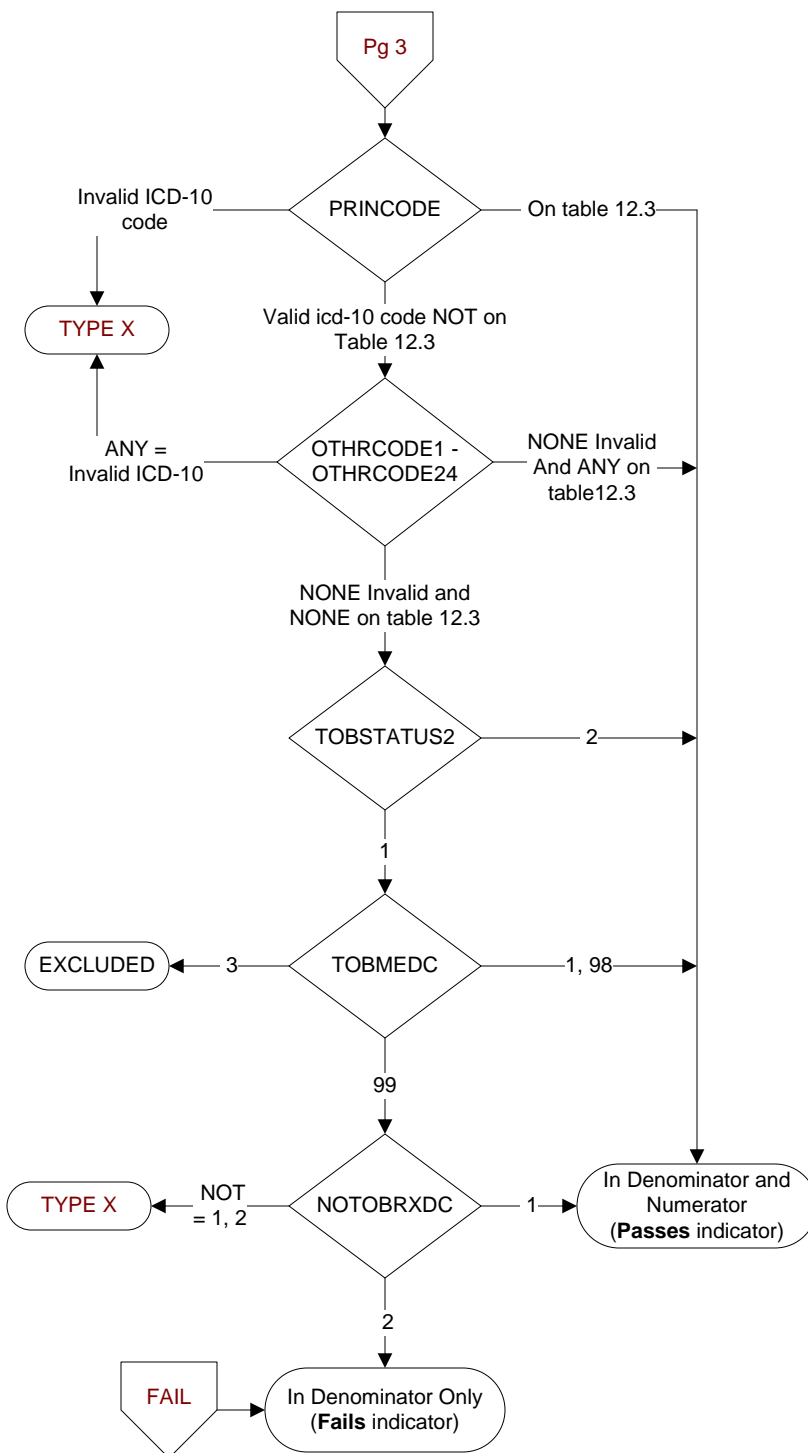 Pg 3
Invalid ICD-10
code
PRINCODE
On table 12.3
TYPE X
Valid icd-10 code NOT on
Table 12.3
ANY =
Invalid ICD-10
OTHRCODE1 -
OTHRCODE24
NONE Invalid
And ANY on
table12.3
NONE Invalid and
NONE on table 12.3
TOBSTATUS2
2
1
EXCLUDED
3
TOBMEDC
1, 98
99
TYPE X
NOT
= 1, 2
NOTOBRXDC
1
In Denominator and
Numerator
(Passes indicator)
2
FAIL
In Denominator Only
(Fails indicator)